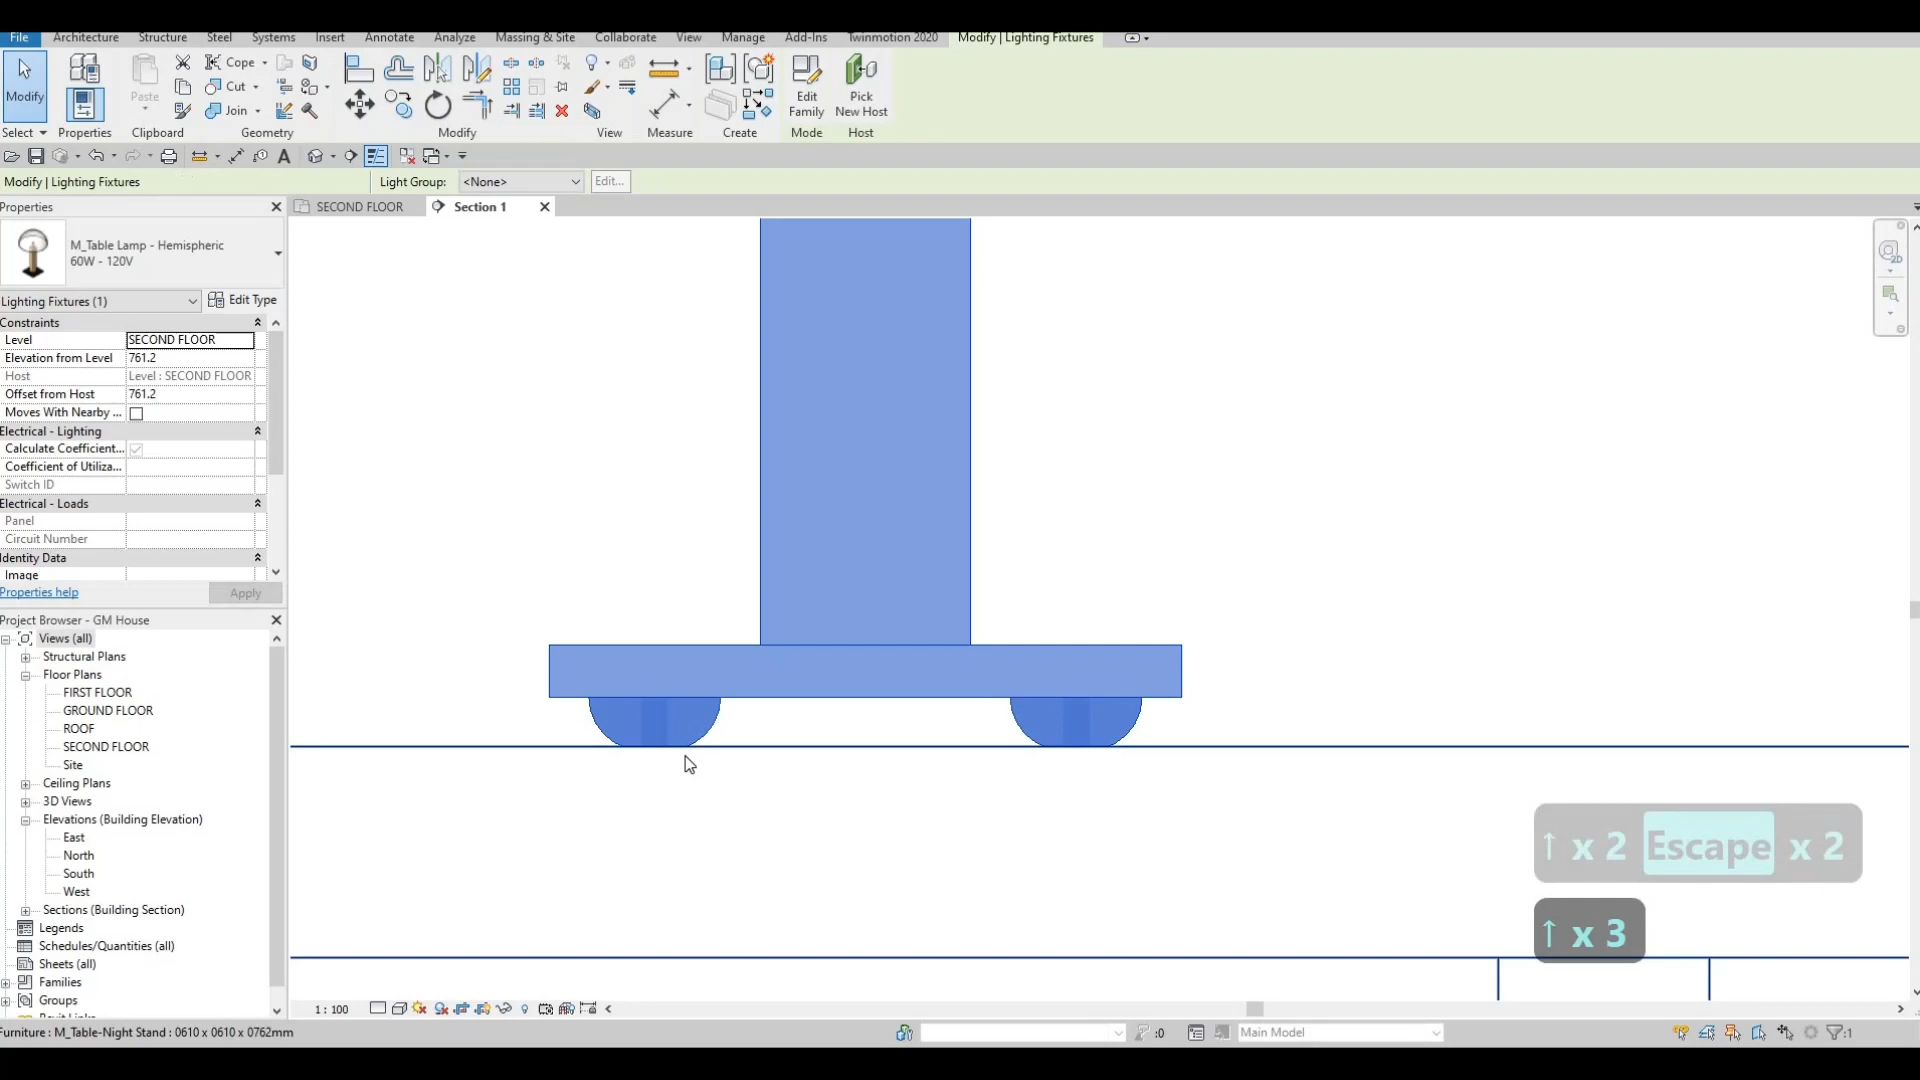 File Architecture Structure Steel Systems Insert Annotate Analyze Massing & Site Collaborate View Manage Add-Ins Twinmotion 2020 Modify | Lighting Fixtures
Modify
Paste
Cope
Cut
Join
Edit
Family
Pick
New Host
Select Properties Clipboard Geometry Modify View Measure Create Mode Host
A
Modify | Lighting Fixtures Light Group: <None> Edit...
Properties
SECOND FLOOR Section 1
2D
M_Table Lamp - Hemispheric
60W - 120V
Lighting Fixtures (1) Edit Type
Constraints
Level SECOND FLOOR
Elevation from Level 761.2
Host Level : SECOND FLOOR
Offset from Host 761.2
Moves With Nearby ...
Electrical - Lighting
Calculate Coefficient...
Coefficient of Utiliza...
Switch ID
Electrical - Loads
Panel
Circuit Number
Identity Data
Image
Properties help Apply
Project Browser - GM House
Views (all)
Structural Plans
Floor Plans
FIRST FLOOR
GROUND FLOOR
ROOF
SECOND FLOOR
Site
Ceiling Plans
3D Views
Elevations (Building Elevation)
East
North
South
West
Sections (Building Section)
Legends
Schedules/Quantities (all)
Sheets (all)
Families
Groups
↑ x 2 Escape x 2
↑ x 3
1 : 100
Furniture : M_Table-Night Stand : 0610 x 0610 x 0762mm
:0
Main Model
:1